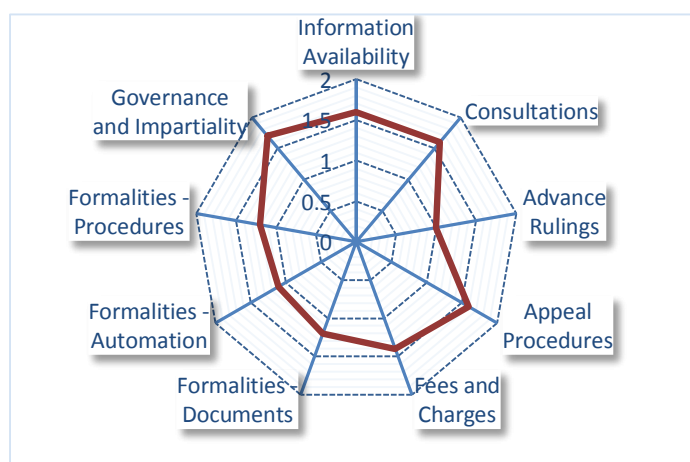 Information
Availability
2
1.5
1
0.5
0
Consultations
Advance
Rulings
Appeal
Procedures
Fees and
Charges
Formalities -
Documents
Formalities -
Automation
Formalities -
Procedures
Governance
and Impartiality